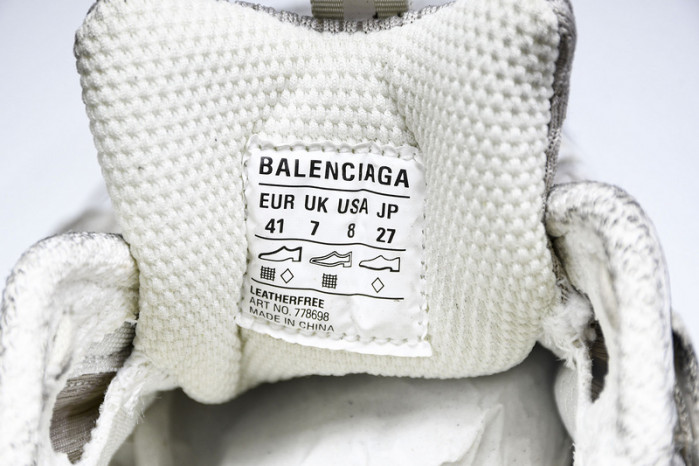 BALENCIAGA
EUR UK USA JP
41 7 8 27
LEATHERFREE
ART NO. 778698
MADE IN CHINA